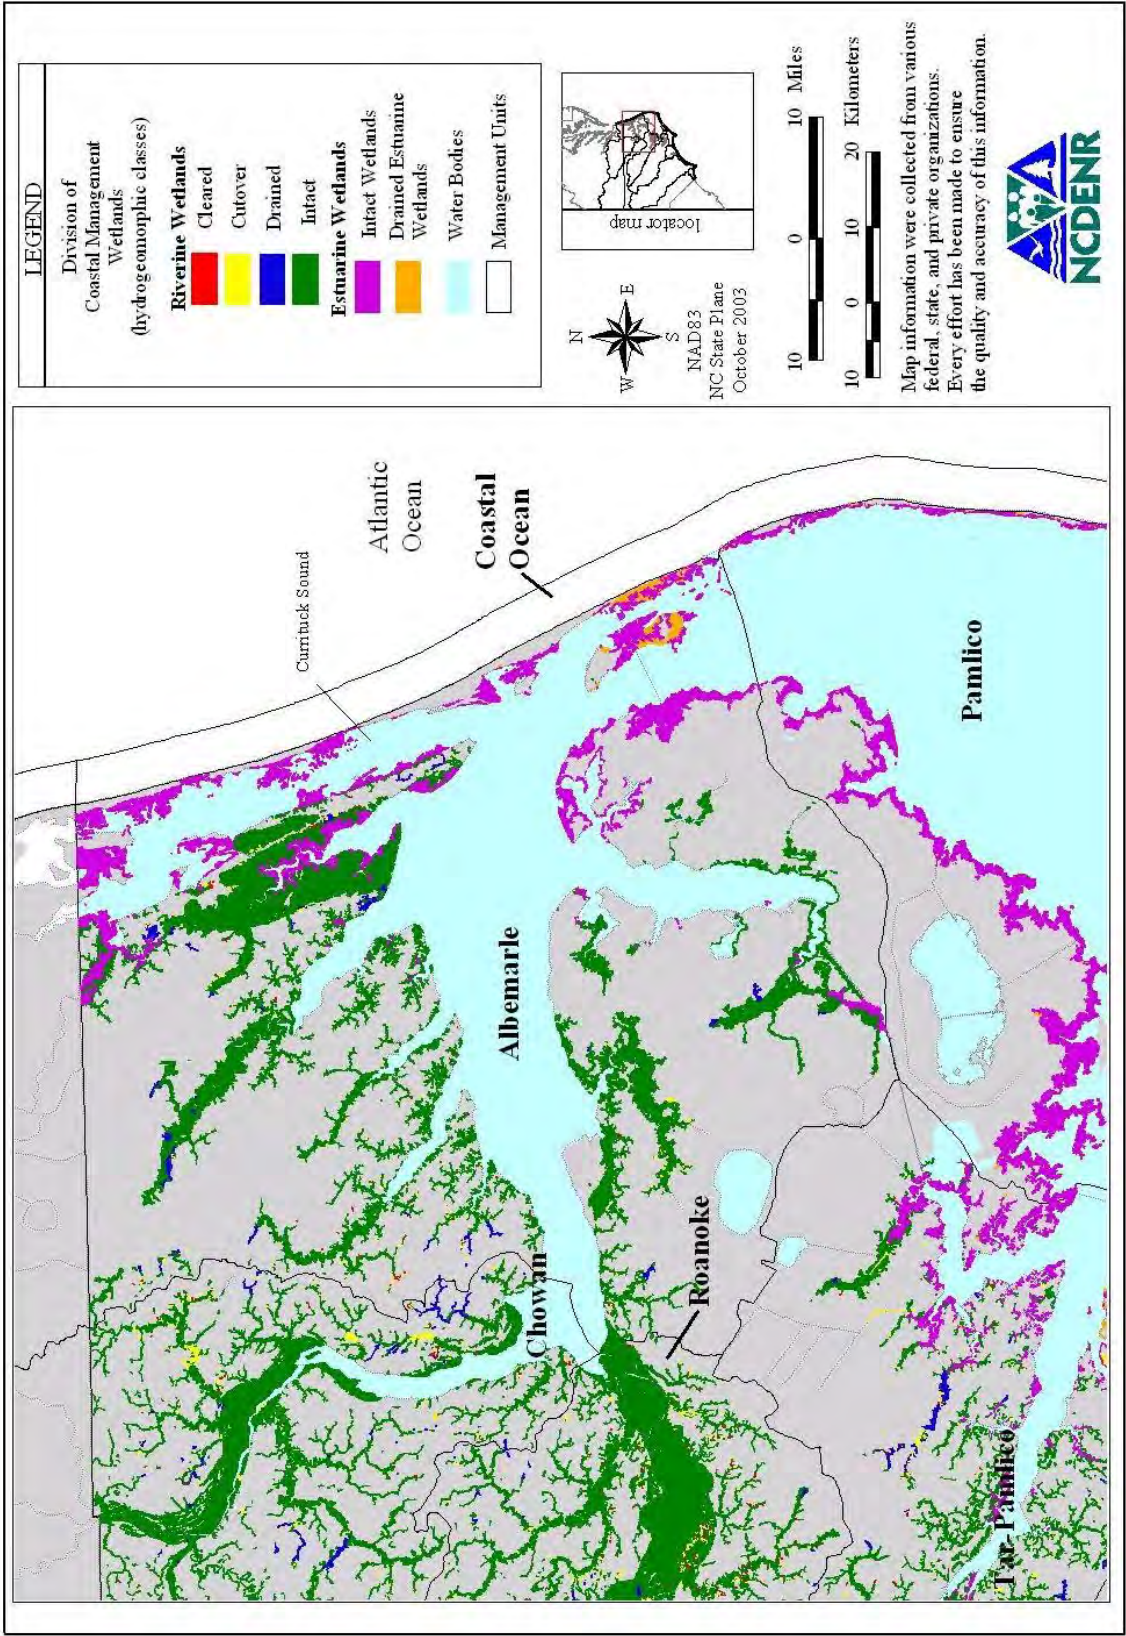 LEGEND
Division of
Coastal Management
Wetlands
(hydrogeomorphic classes)
Riverine Wetlands
Cleared
Cutover
Drained
Intact
Estuarine Wetlands
Intact Wetlands
Drained Estuarine
Wetlands
Water Bodies
Management Units
locator map
N
W
E
S
NAD83
NC State Plane
October 2003
10 0 10 Miles
10 0 10 20 Kilometers
Map information were collected from various
federal, state, and private organizations.
Every effort has been made to ensure
the quality and accuracy of this information.
NCDENR
Atlantic
Ocean
Currituck Sound
Coastal
Ocean
Albemarle
Chowan
Roanoke
Pamlico
Tar-Pamlico